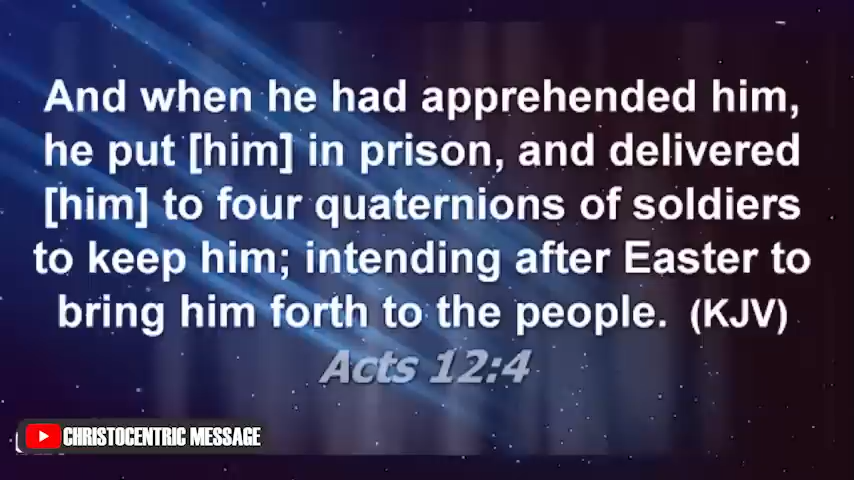 And when he had apprehended him,
he put [him] in prison, and delivered
[him] to four quaternions of soldiers
to keep him; intending after Easter to
bring him forth to the people. (KJV)
Acts 12:4
CHRISTOCENTRIC MESSAGE